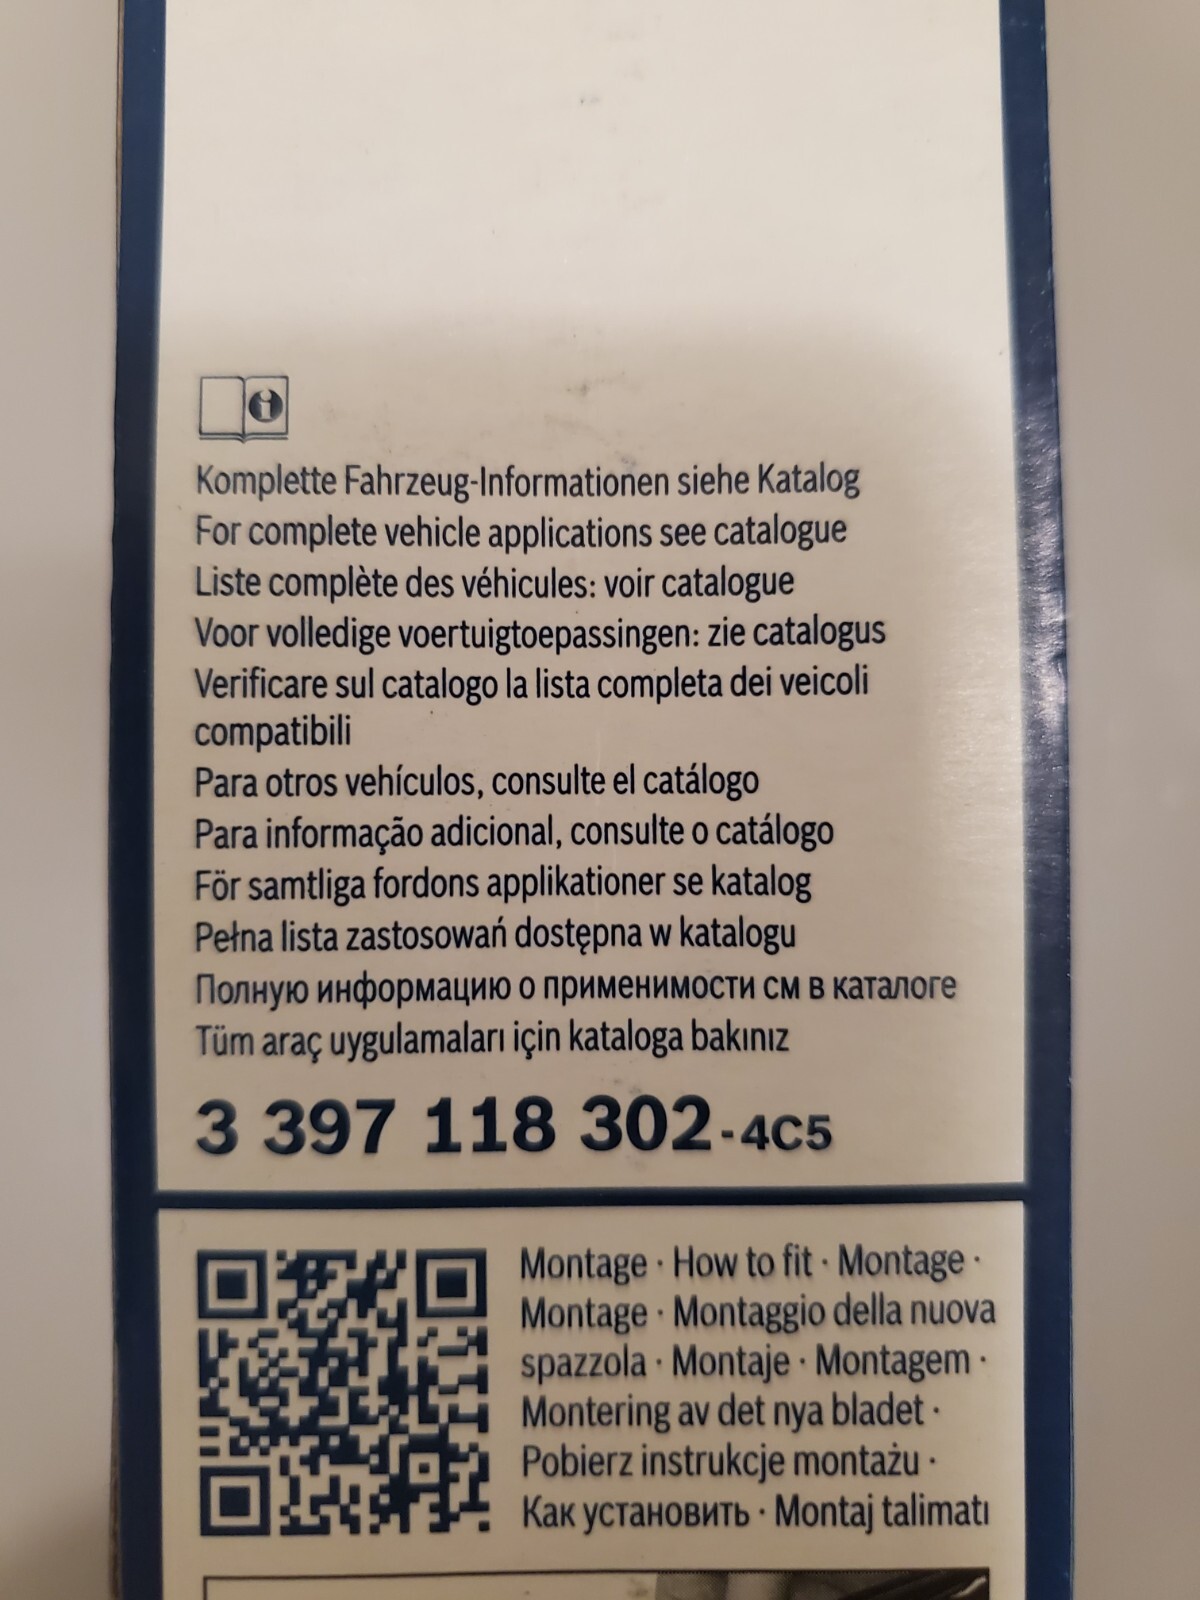 Komplette Fahrzeug-Informationen siehe Katalog
For complete vehicle applications see catalogue
Liste complète des véhicules: voir catalogue
Voor volledige voertuigtoepassingen: zie catalogus
Verificare sul catalogo la lista completa dei veicoli
compatibili
Para otros vehículos, consulte el catálogo
Para informação adicional, consulte o catálogo
För samtliga fordons applikationer se katalog
Pełna lista zastosowań dostępna w katalogu
Полную информацию о применимости см в каталоге
Tüm araç uygulamaları için kataloga bakınız
3 397 118 302-4C5
Montage · How to fit · Montage ·
Montage · Montaggio della nuova
spazzola · Montaje · Montagem ·
Montering av det nya bladet ·
Pobierz instrukcje montażu ·
Как установить · Montaj talimatı